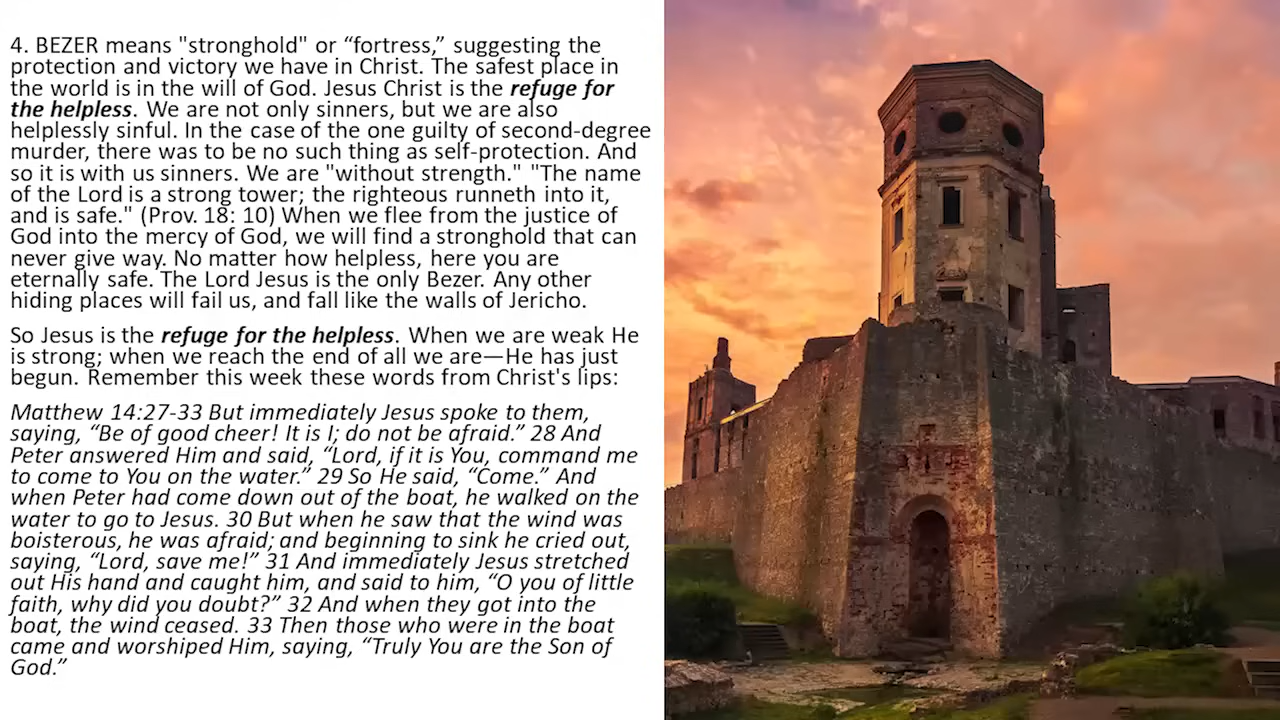 4. BEZER means "stronghold" or “fortress,” suggesting the
protection and victory we have in Christ. The safest place in
the world is in the will of God. Jesus Christ is the refuge for
the helpless. We are not only sinners, but we are also
helplessly sinful. In the case of the one guilty of second-degree
murder, there was to be no such thing as self-protection. And
so it is with us sinners. We are "without strength." "The name
of the Lord is a strong tower; the righteous runneth into it,
and is safe." (Prov. 18: 10) When we flee from the justice of
God into the mercy of God, we will find a stronghold that can
never give way. No matter how helpless, here you are
eternally safe. The Lord Jesus is the only Bezer. Any other
hiding places will fail us, and fall like the walls of Jericho.
So Jesus is the refuge for the helpless. When we are weak He
is strong; when we reach the end of all we are—He has just
begun. Remember this week these words from Christ's lips:
Matthew 14:27-33 But immediately Jesus spoke to them,
saying, “Be of good cheer! It is I; do not be afraid.” 28 And
Peter answered Him and said, “Lord, if it is You, command me
to come to You on the water.” 29 So He said, “Come.” And
when Peter had come down out of the boat, he walked on the
water to go to Jesus. 30 But when he saw that the wind was
boisterous, he was afraid; and beginning to sink he cried out,
saying, “Lord, save me!” 31 And immediately Jesus stretched
out His hand and caught him, and said to him, “O you of little
faith, why did you doubt?” 32 And when they got into the
boat, the wind ceased. 33 Then those who were in the boat
came and worshiped Him, saying, “Truly You are the Son of
God.”